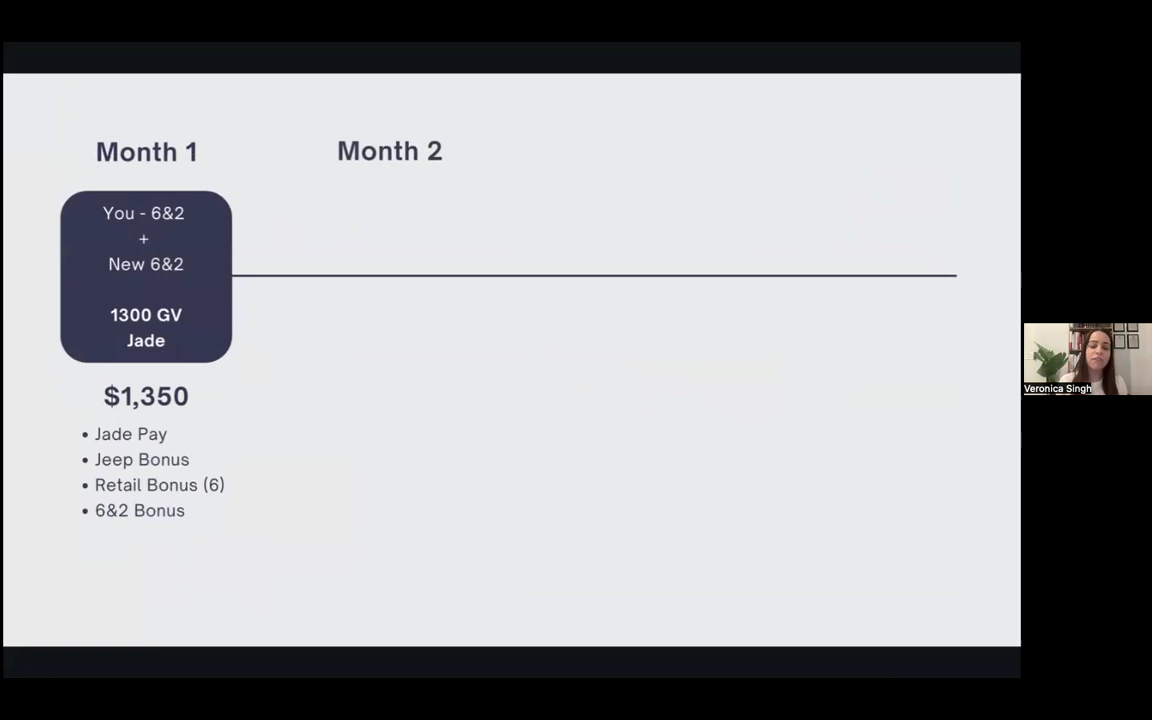 Month 1
Month 2
You - 6&2
+
New 6&2
1300 GV
Jade
$1,350
• Jade Pay
• Jeep Bonus
• Retail Bonus (6)
• 6&2 Bonus
Veronica Singh